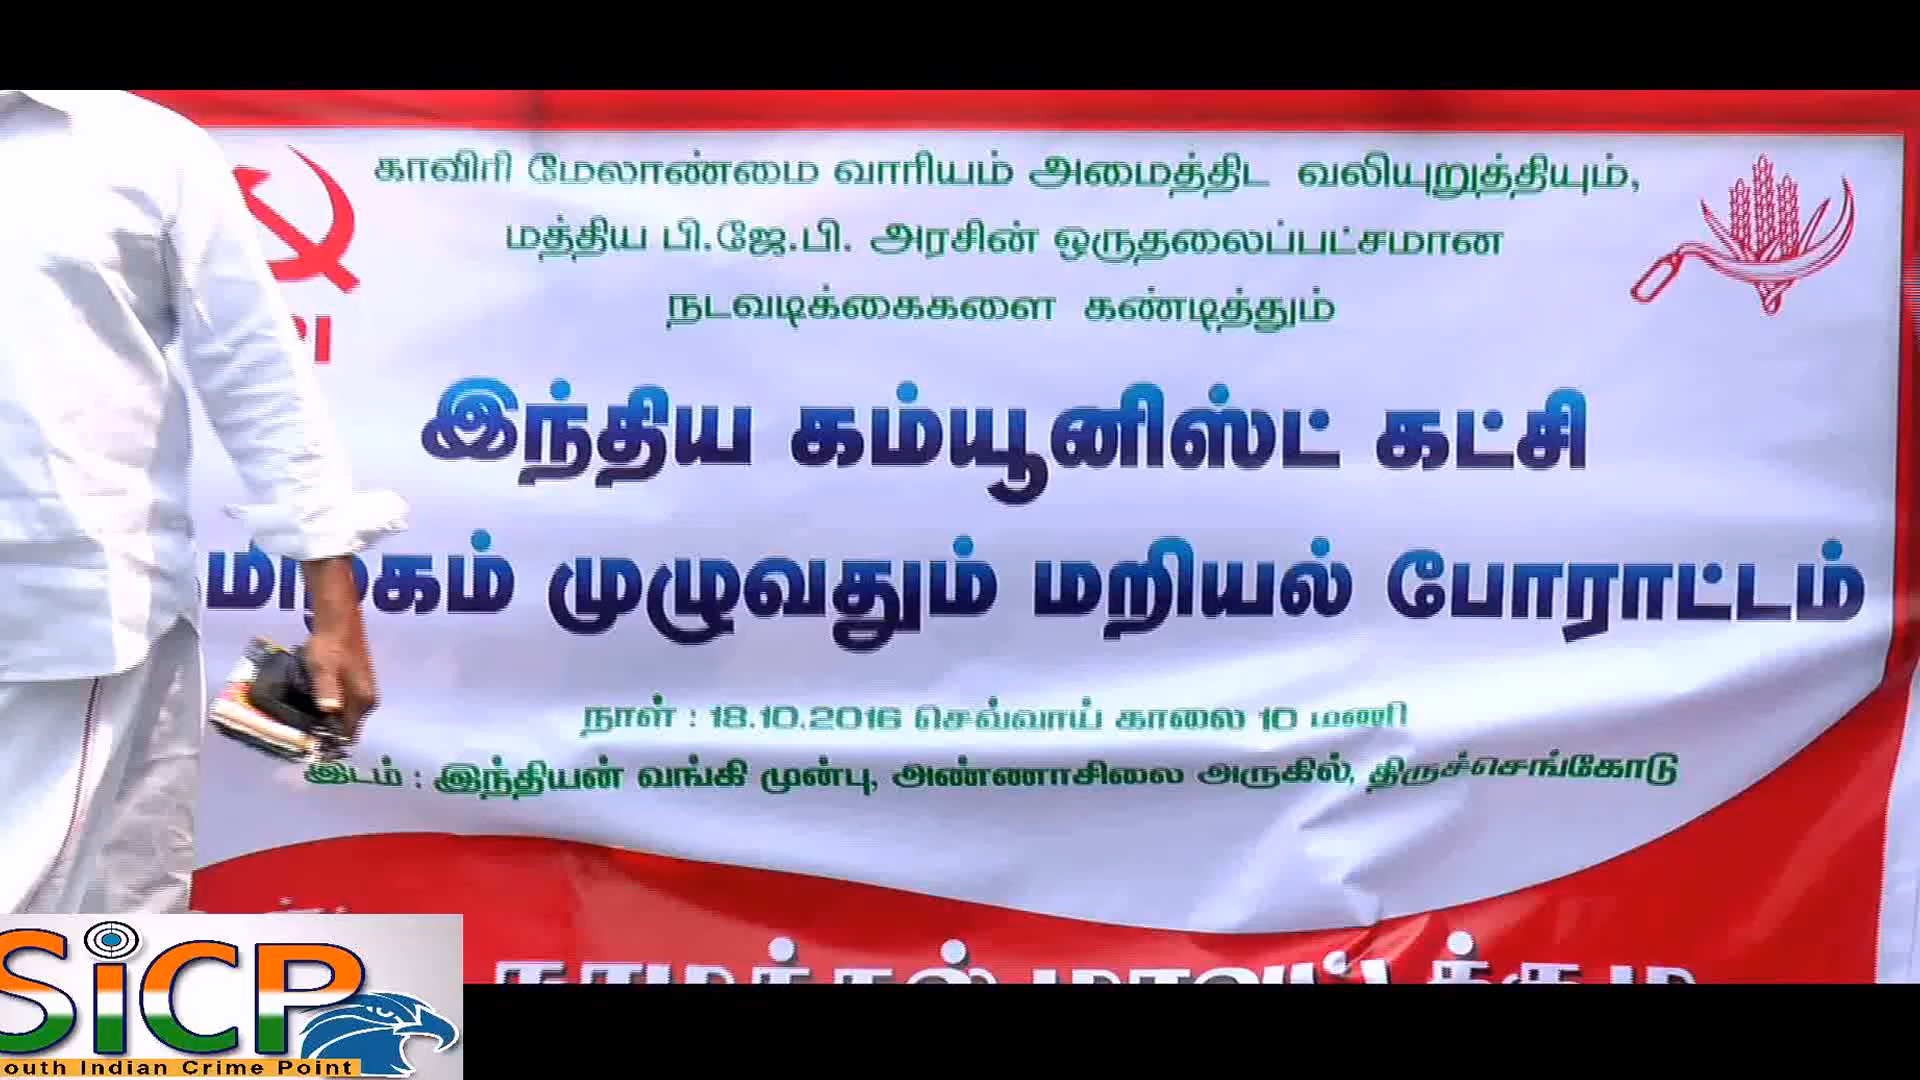 காவிரி மேலாண்மை வாரியம் அமைத்திட வலியுறுத்தியும்,
மத்திய பி.ஜே.பி. அரசின் ஒருதலைப்பட்சமான
நடவடிக்கைகளை கண்டித்தும்
இந்திய கம்யூனிஸ்ட் கட்சி
முழுவதும் மறியல் போராட்டம்
நாள் : 18.10.2016 செவ்வாய் காலை 10 மணி
இடம் : இந்தியன் வங்கி முன்பு, அண்ணாசிலை அருகில், திருச்செங்கோடு
SiCP
outh Indian Crime Point